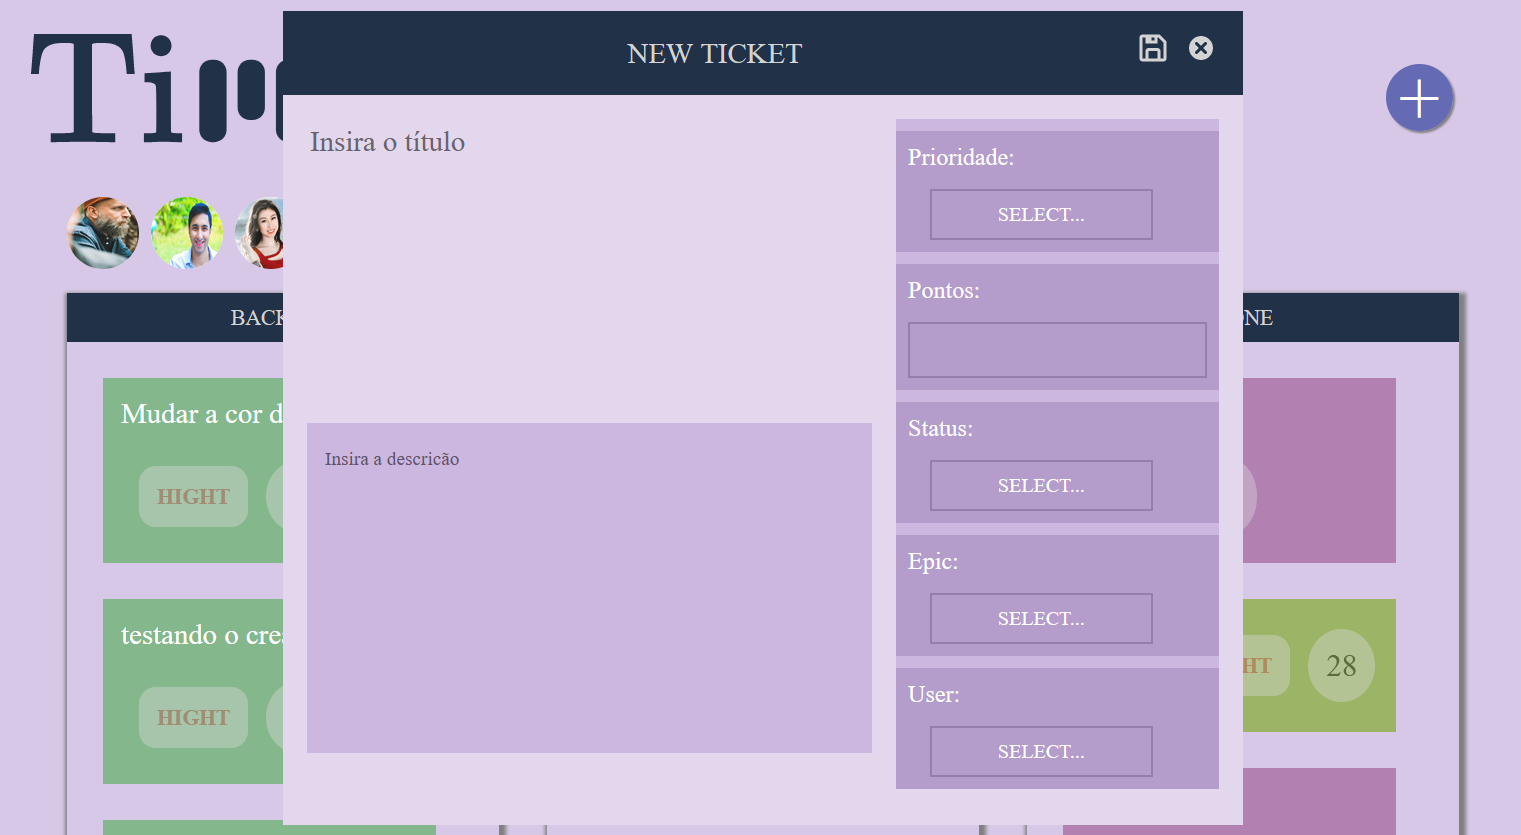 Ti
NEW TICKET
Insira o título
Insira a descricão
Prioridade:
SELECT...
Pontos:
Status:
SELECT...
Epic:
SELECT...
User:
SELECT...
BACK
NE
Mudar a cor d
HIGHT
testando o crea
HIGHT
HT
28